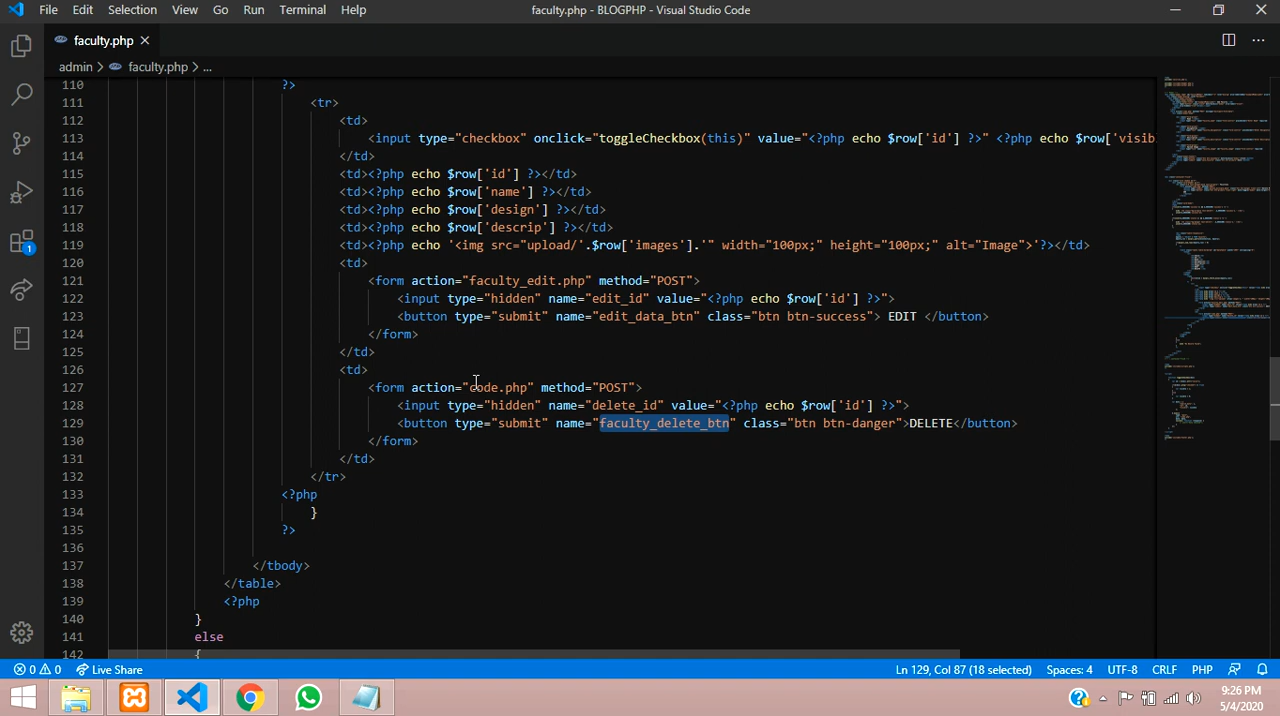 File Edit Selection View Go Run Terminal Help
faculty.php - BLOGPHP - Visual Studio Code
faculty.php
admin > faculty.php > ...
110 ?>
111 <tr>
112 <td>
113 <input type="checkbox" onclick="toggleCheckbox(this)" value="<?php echo $row['id'] ?>" <?php echo $row['visib
114 </td>
115 <td><?php echo $row['id'] ?></td>
116 <td><?php echo $row['name'] ?></td>
117 <td><?php echo $row['design'] ?></td>
118 <td><?php echo $row['descrip'] ?></td>
119 <td><?php echo '<img src="upload/'.$row['images'].'" width="100px;" height="100px;" alt="Image">'?></td>
120 <td>
121 <form action="faculty_edit.php" method="POST">
122 <input type="hidden" name="edit_id" value="<?php echo $row['id'] ?>">
123 <button type="submit" name="edit_data_btn" class="btn btn-success"> EDIT </button>
124 </form>
125 </td>
126 <td>
127 <form action="code.php" method="POST">
128 <input type="hidden" name="delete_id" value="<?php echo $row['id'] ?>">
129 <button type="submit" name="faculty_delete_btn" class="btn btn-danger">DELETE</button>
130 </form>
131 </td>
132 </tr>
133 <?php
134 }
135 ?>
136
137 </tbody>
138 </table>
139 <?php
140 }
141 else
142 {
1
0 0 Live Share
Ln 129, Col 87 (18 selected) Spaces: 4 UTF-8 CRLF PHP
9:26 PM
5/4/2020